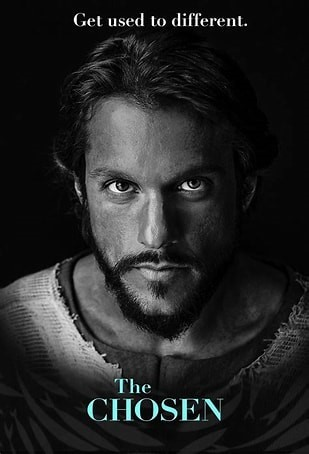 Get used to different.
The
CHOSEN